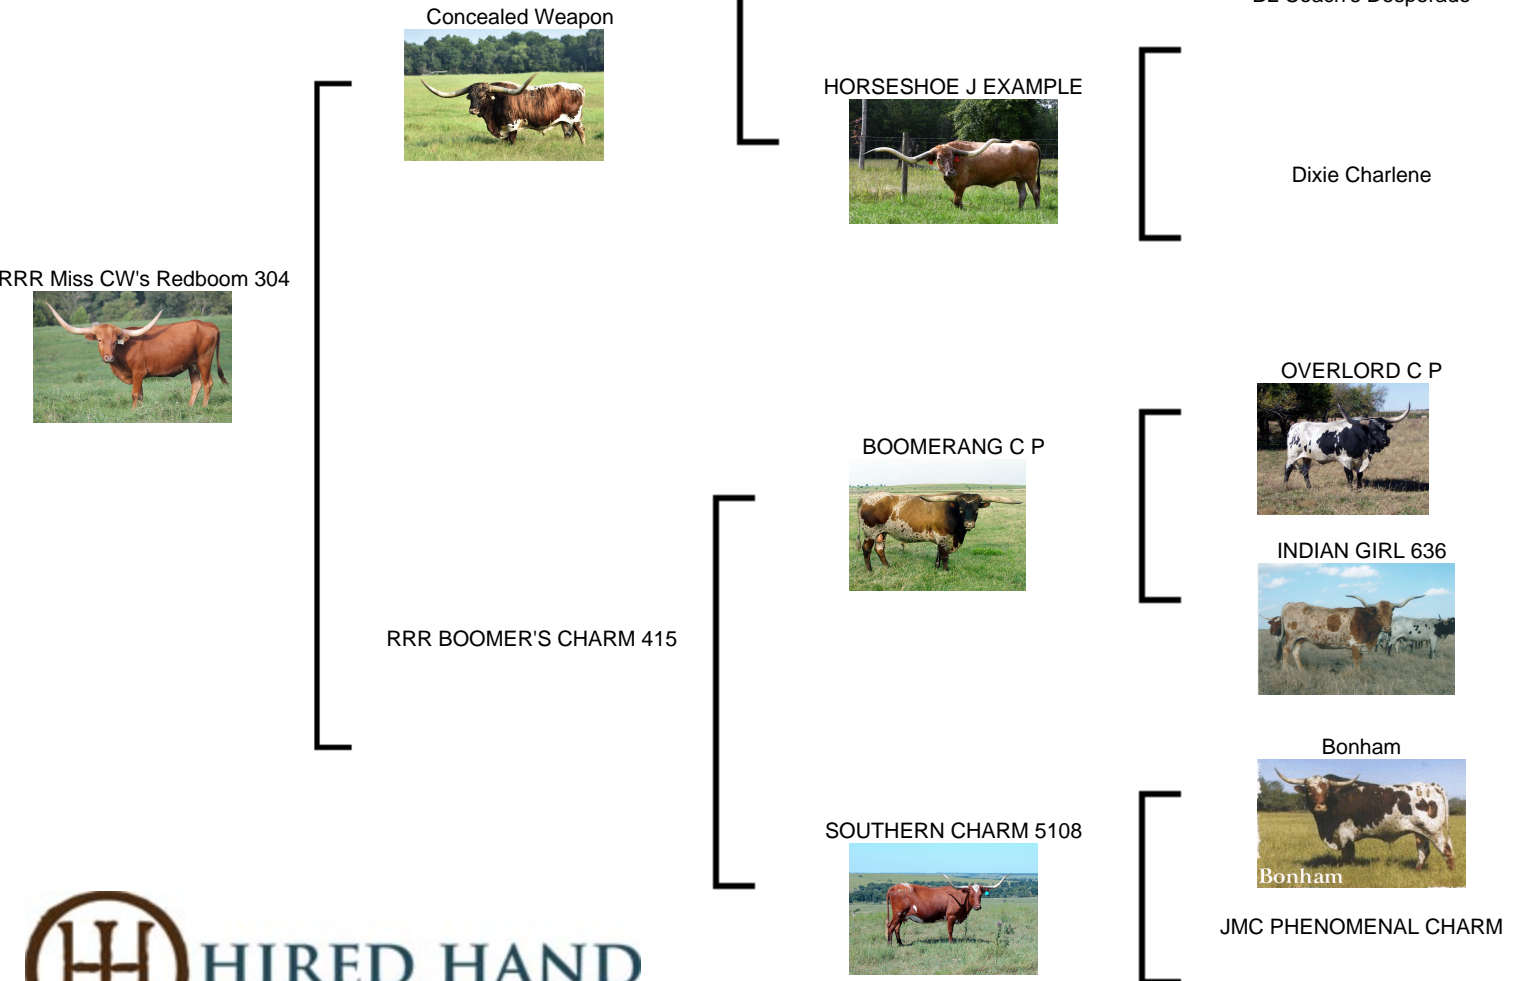 Concealed Weapon
HORSESHOE J EXAMPLE
Dixie Charlene
RRR Miss CW's Redboom 304
OVERLORD C P
BOOMERANG C P
INDIAN GIRL 636
RRR BOOMER'S CHARM 415
Bonham
SOUTHERN CHARM 5108
Bonham
JMC PHENOMENAL CHARM
HIRED HAND